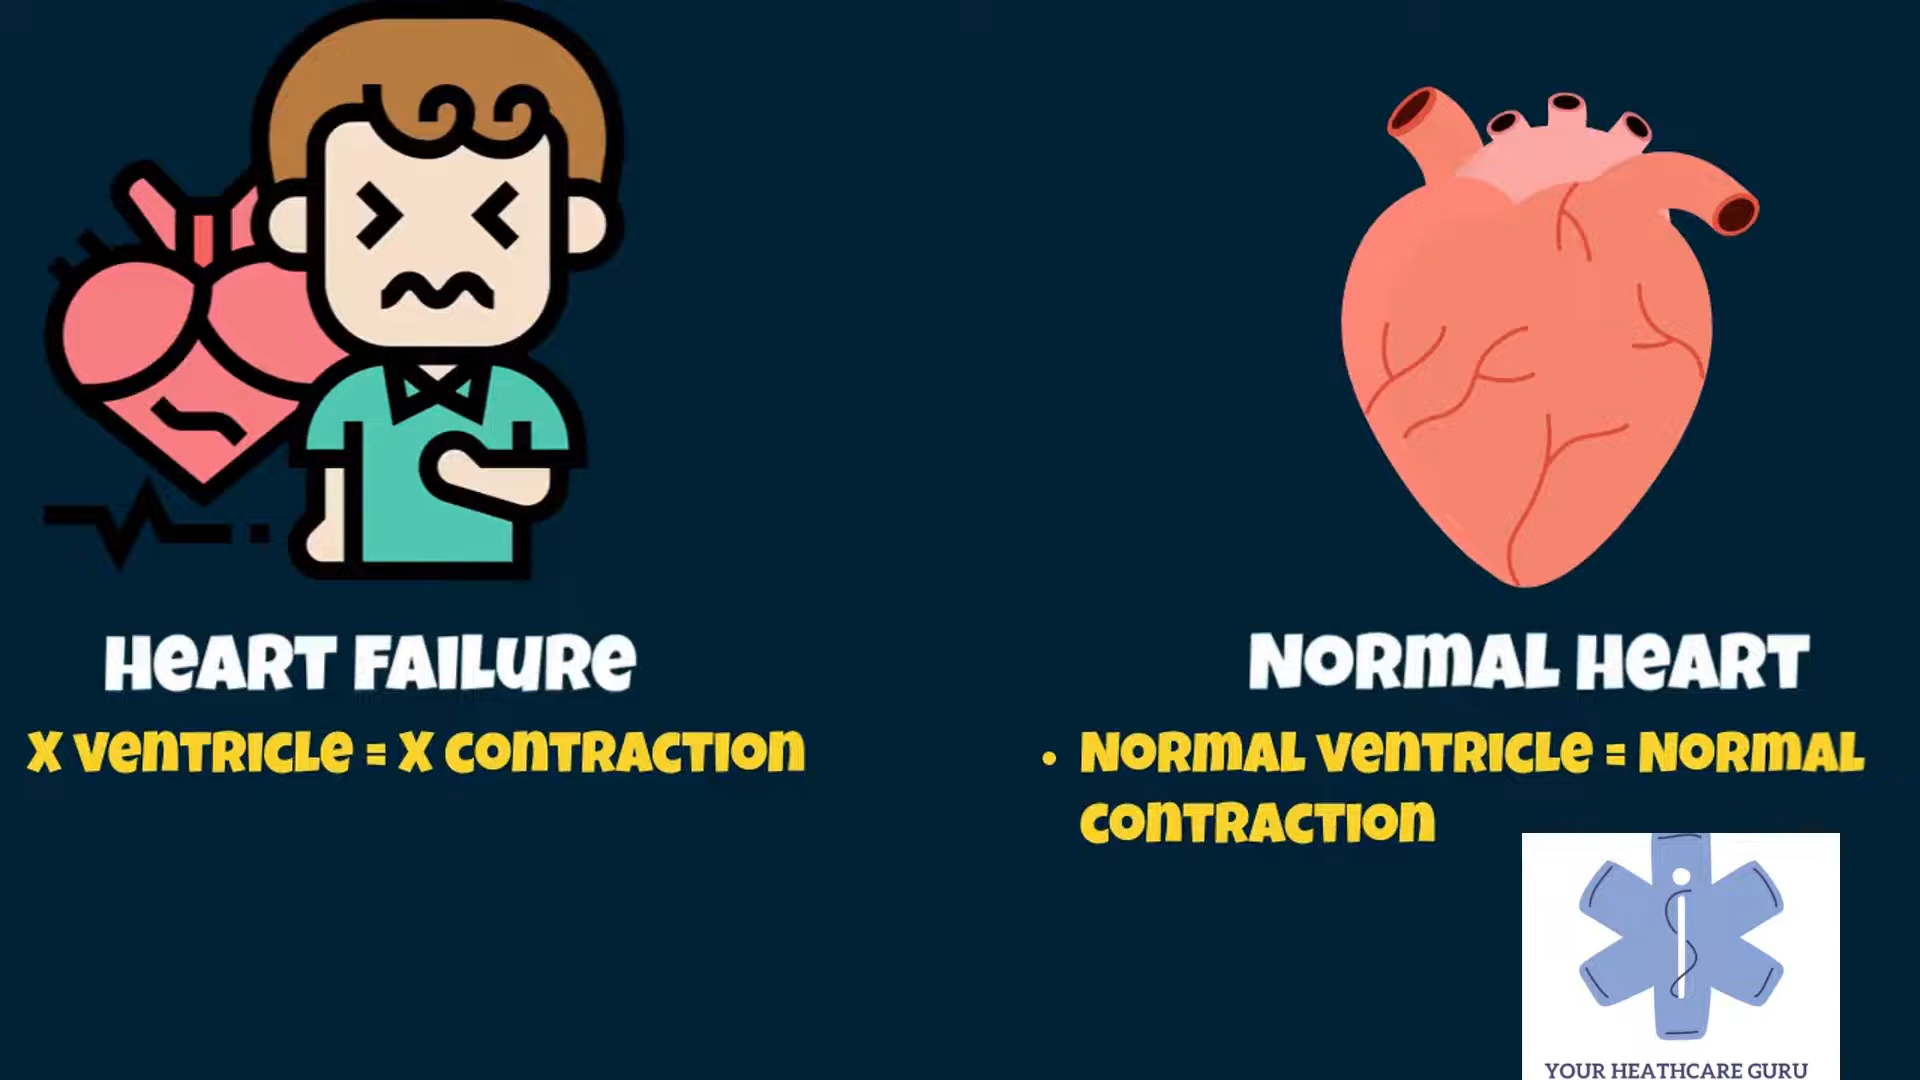 HEART FAILURE
X VENTRICLE = X CONTRACTION
NORMAL HEART
• NORMAL VENTRICLE = NORMAL
CONTRACTION
YOUR HEATHCARE GURU